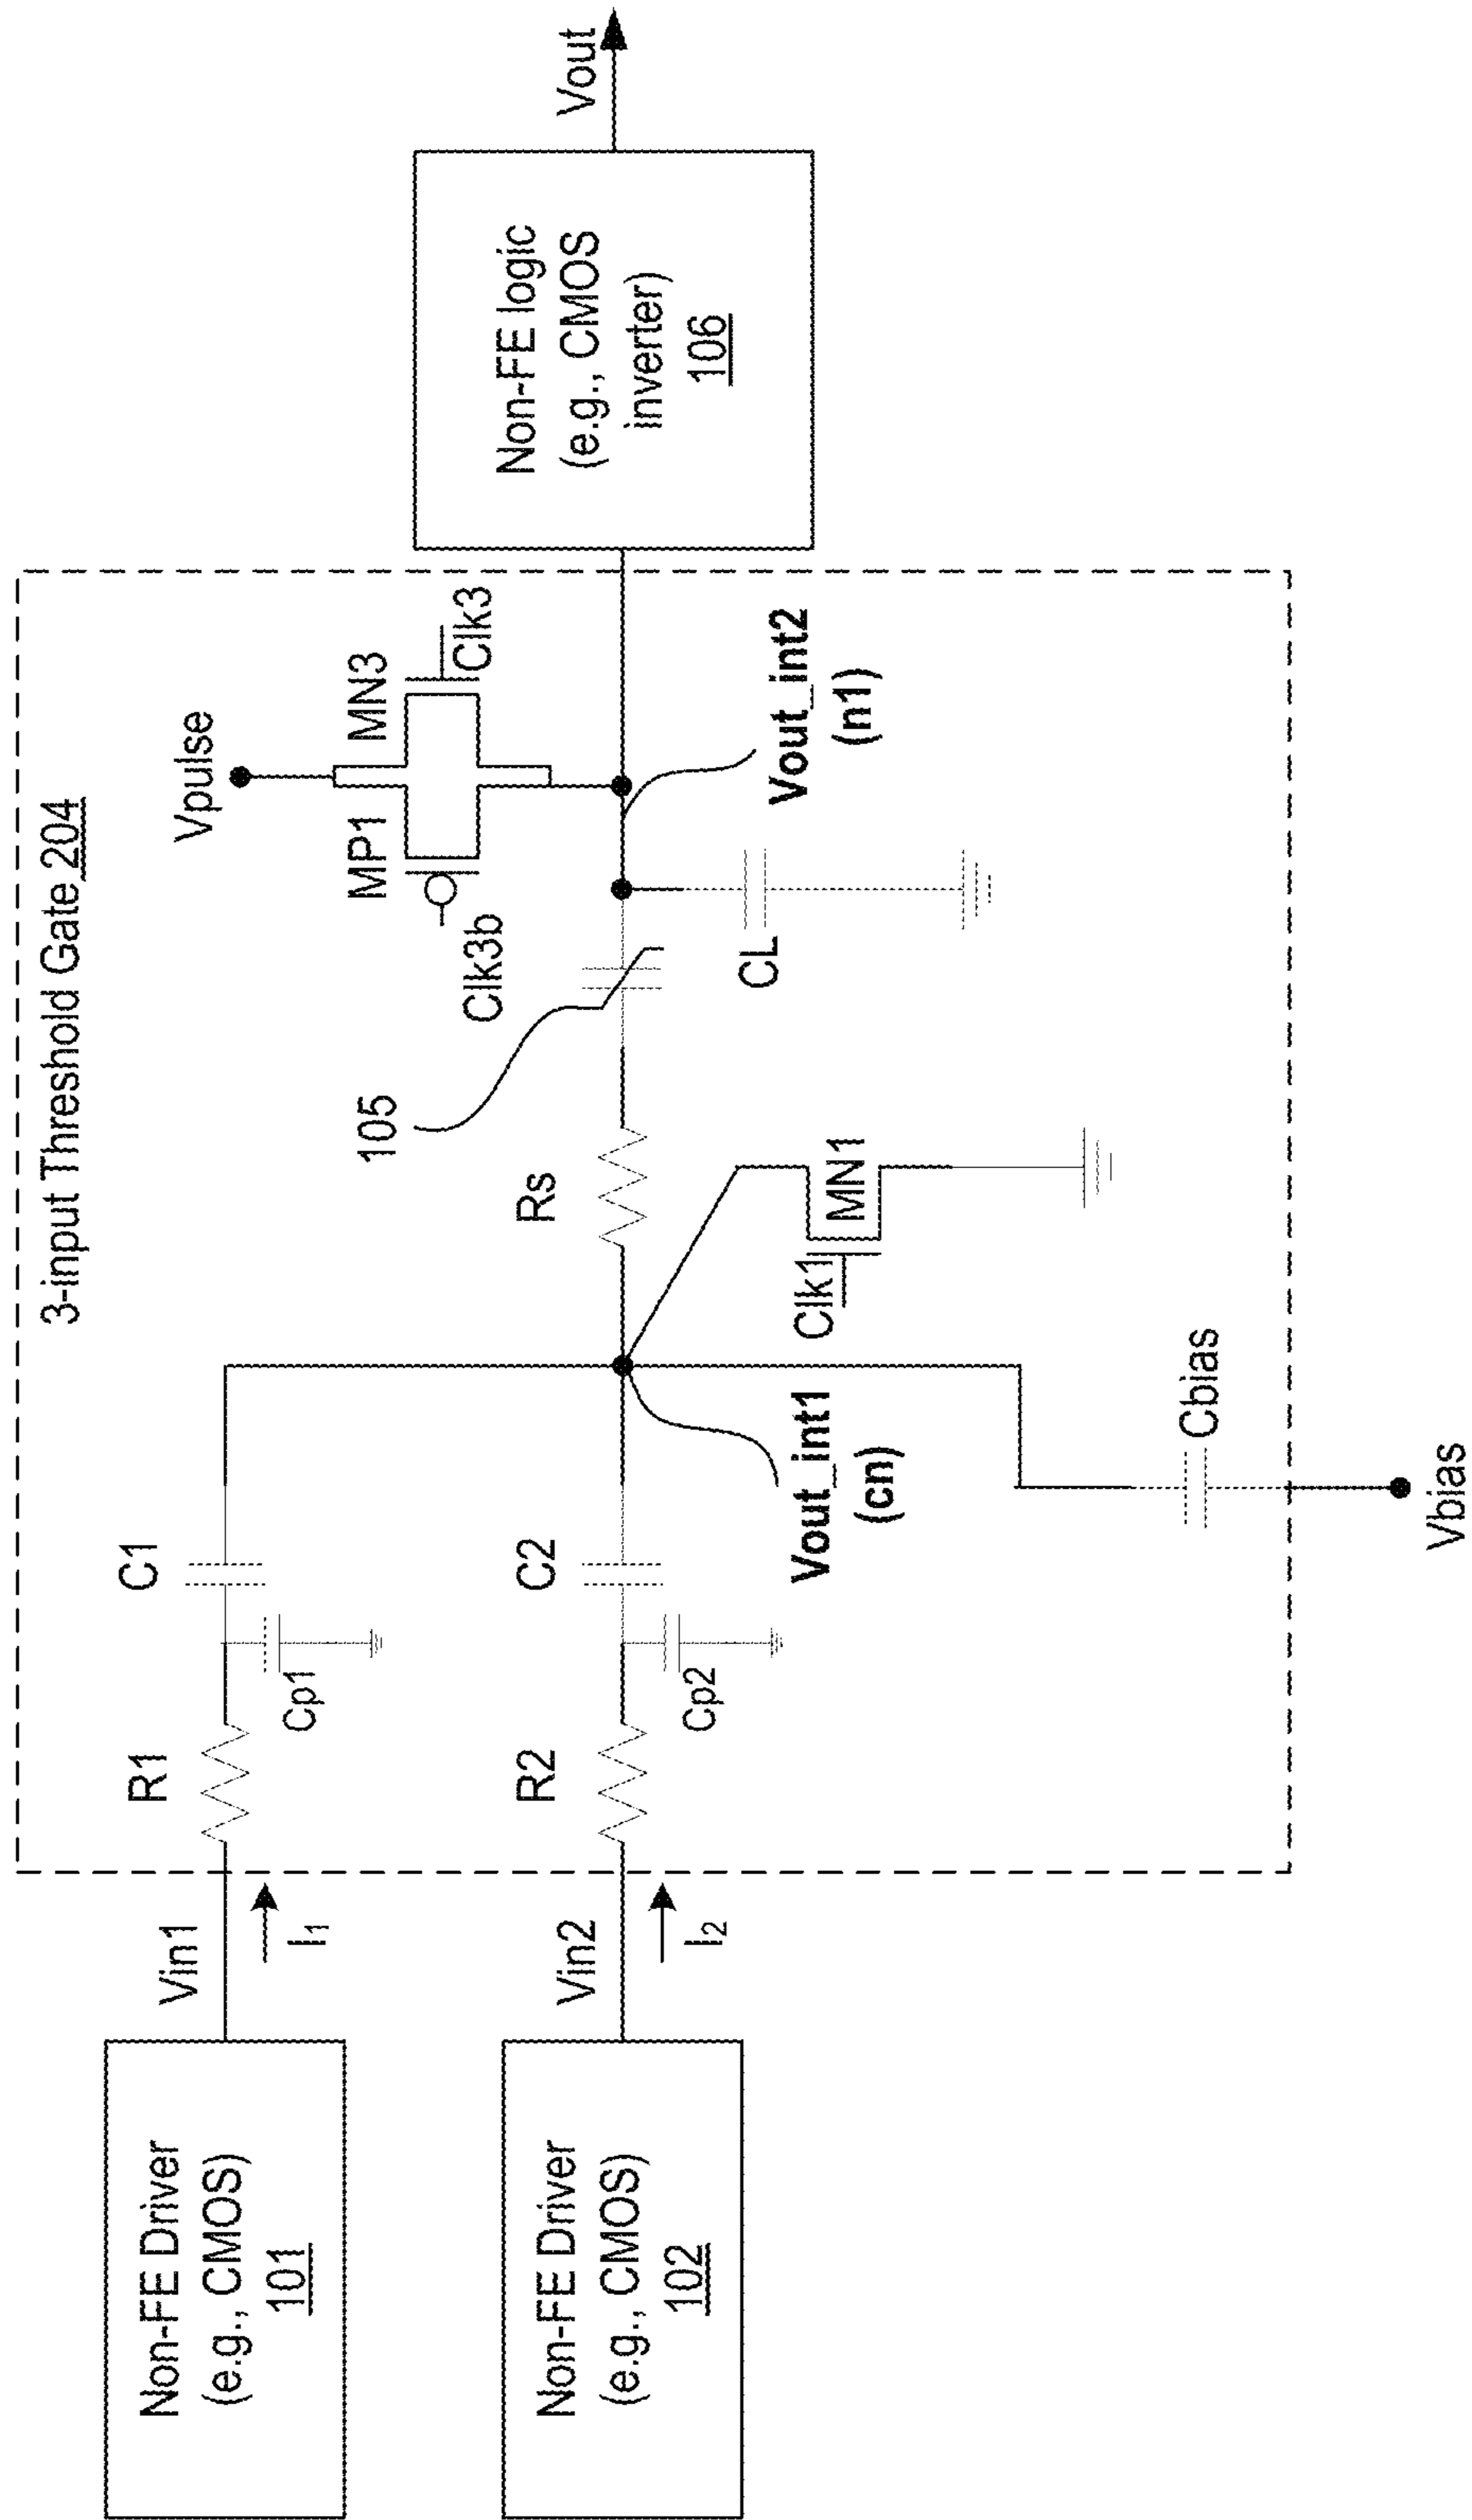 3-input Threshold Gate 204
Non-FE Driver
(e.g., CMOS)
101
Vin1
I1
R1
Cp1
C1
Non-FE Driver
(e.g., CMOS)
102
Vin2
I2
R2
Cp2
C2
Vout_int1
(cn)
Vbias
Cbias
Clk1
MN1
Rs
105
CL
Clk3b
MP1
MN3
Clk3
Vpulse
Vout_int2
(n1)
Non-FE logic
(e.g., CMOS
inverter)
106
Vout